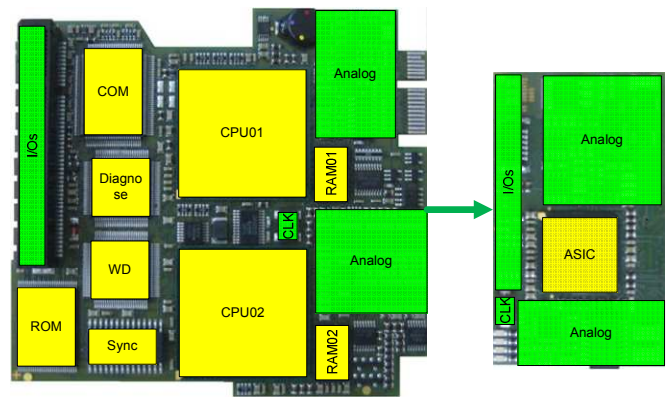 I/Os
COM
Diagno
se
WD
ROM
Sync
CPU01
CPU02
CLK
Analog
RAM01
Analog
RAM02
I/Os
Analog
ASIC
CLK
Analog